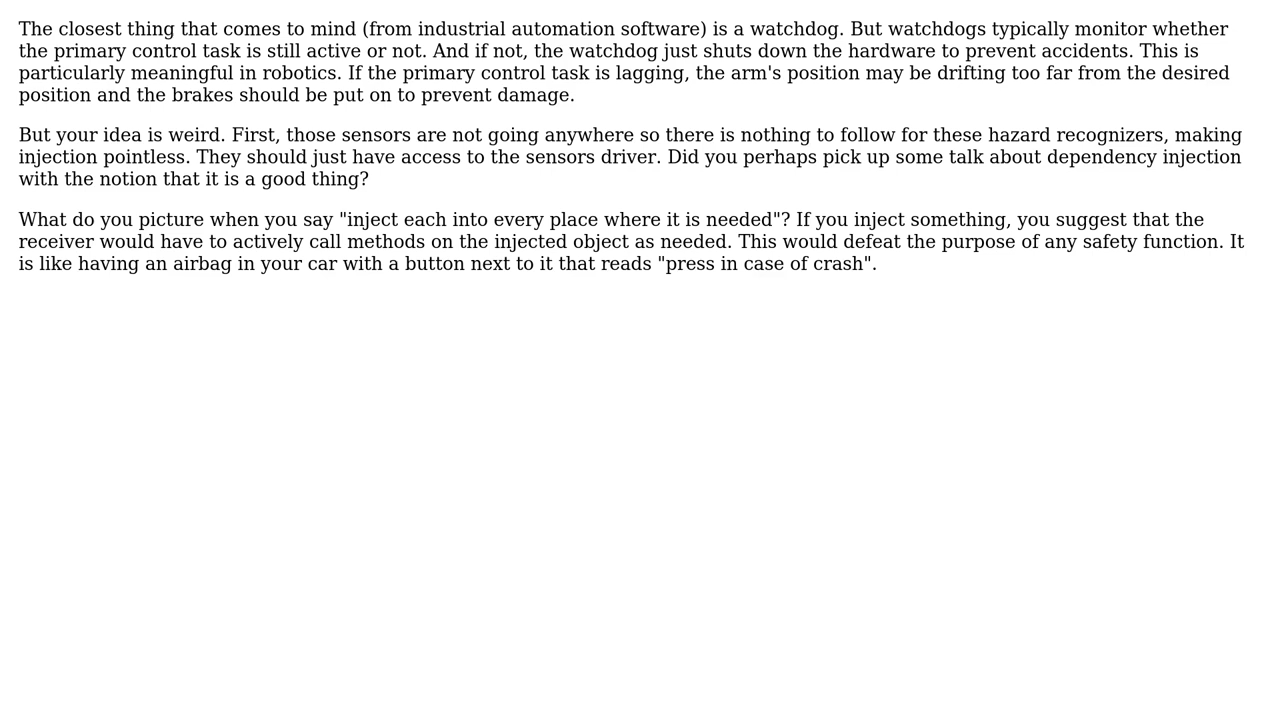 The closest thing that comes to mind (from industrial automation software) is a watchdog. But watchdogs typically monitor whether
the primary control task is still active or not. And if not, the watchdog just shuts down the hardware to prevent accidents. This is
particularly meaningful in robotics. If the primary control task is lagging, the arm's position may be drifting too far from the desired
position and the brakes should be put on to prevent damage.
But your idea is weird. First, those sensors are not going anywhere so there is nothing to follow for these hazard recognizers, making
injection pointless. They should just have access to the sensors driver. Did you perhaps pick up some talk about dependency injection
with the notion that it is a good thing?
What do you picture when you say "inject each into every place where it is needed"? If you inject something, you suggest that the
receiver would have to actively call methods on the injected object as needed. This would defeat the purpose of any safety function. It
is like having an airbag in your car with a button next to it that reads "press in case of crash".